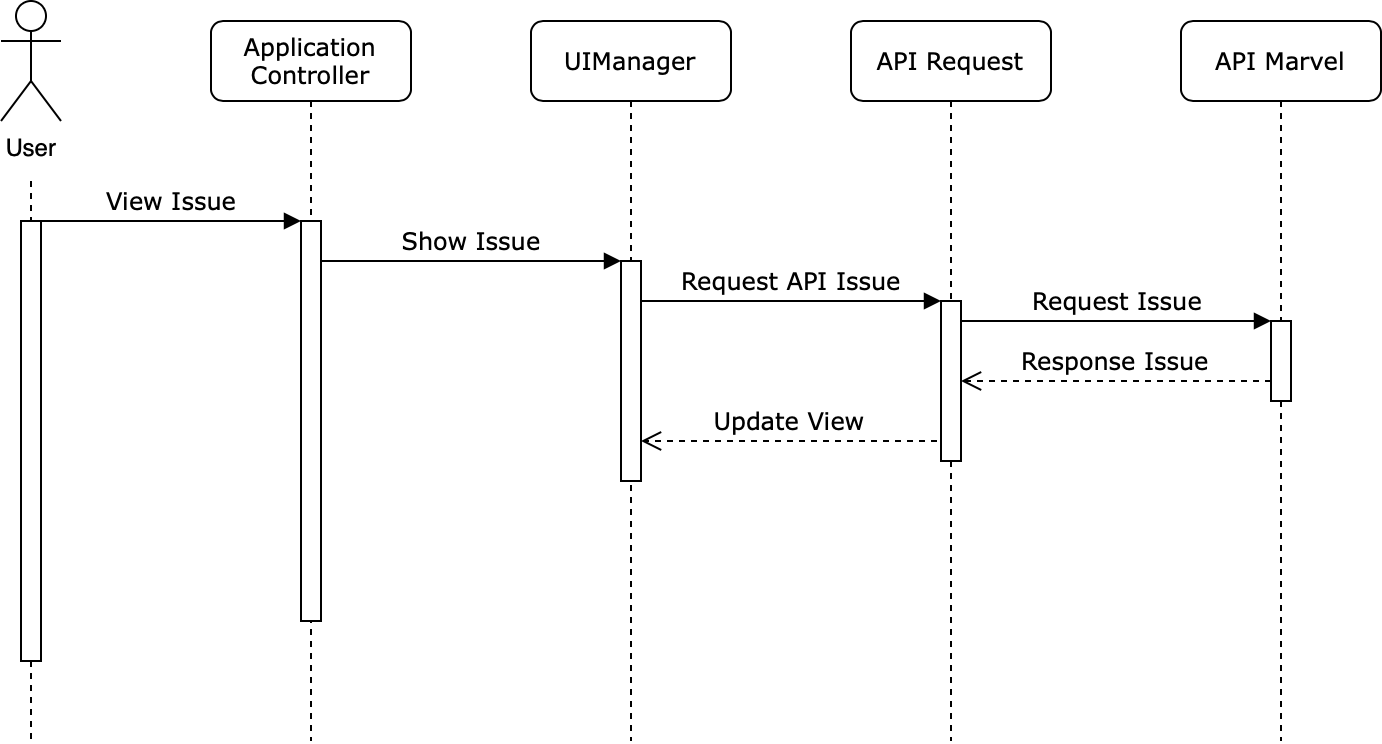 Application
Controller
UIManager
API Request
API Marvel
User
View Issue
Show Issue
Request API Issue
Request Issue
Response Issue
Update View